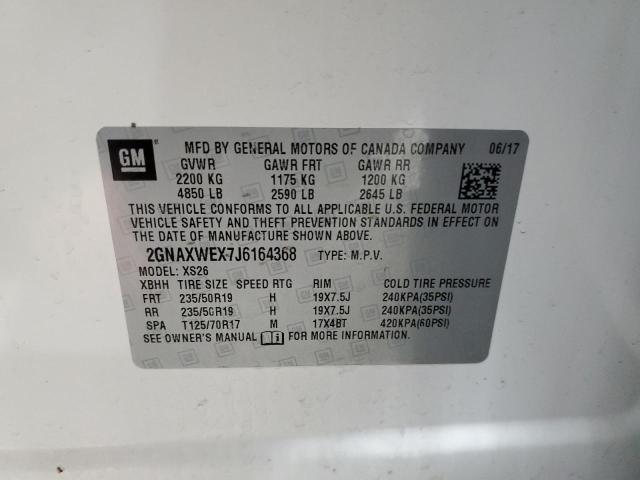 GM
MFD BY GENERAL MOTORS OF CANADA COMPANY 06/17
GVWR GAWR FRT GAWR RR
2200 KG 1175 KG 1200 KG
4850 LB 2590 LB 2645 LB
THIS VEHICLE CONFORMS TO ALL APPLICABLE U.S. FEDERAL MOTOR
VEHICLE SAFETY AND THEFT PREVENTION STANDARDS IN EFFECT ON
THE DATE OF MANUFACTURE SHOWN ABOVE.
2GNAXWEX7J6164368 TYPE: M.P.V.
MODEL: XS26
XBHH TIRE SIZE SPEED RTG RIM COLD TIRE PRESSURE
FRT 235/50R19 H 19X7.5J 240KPA(35PSI)
RR 235/50R19 H 19X7.5J 240KPA(35PSI)
SPA T125/70R17 M 17X4BT 420KPA(60PSI)
SEE OWNER'S MANUAL FOR MORE INFORMATION.